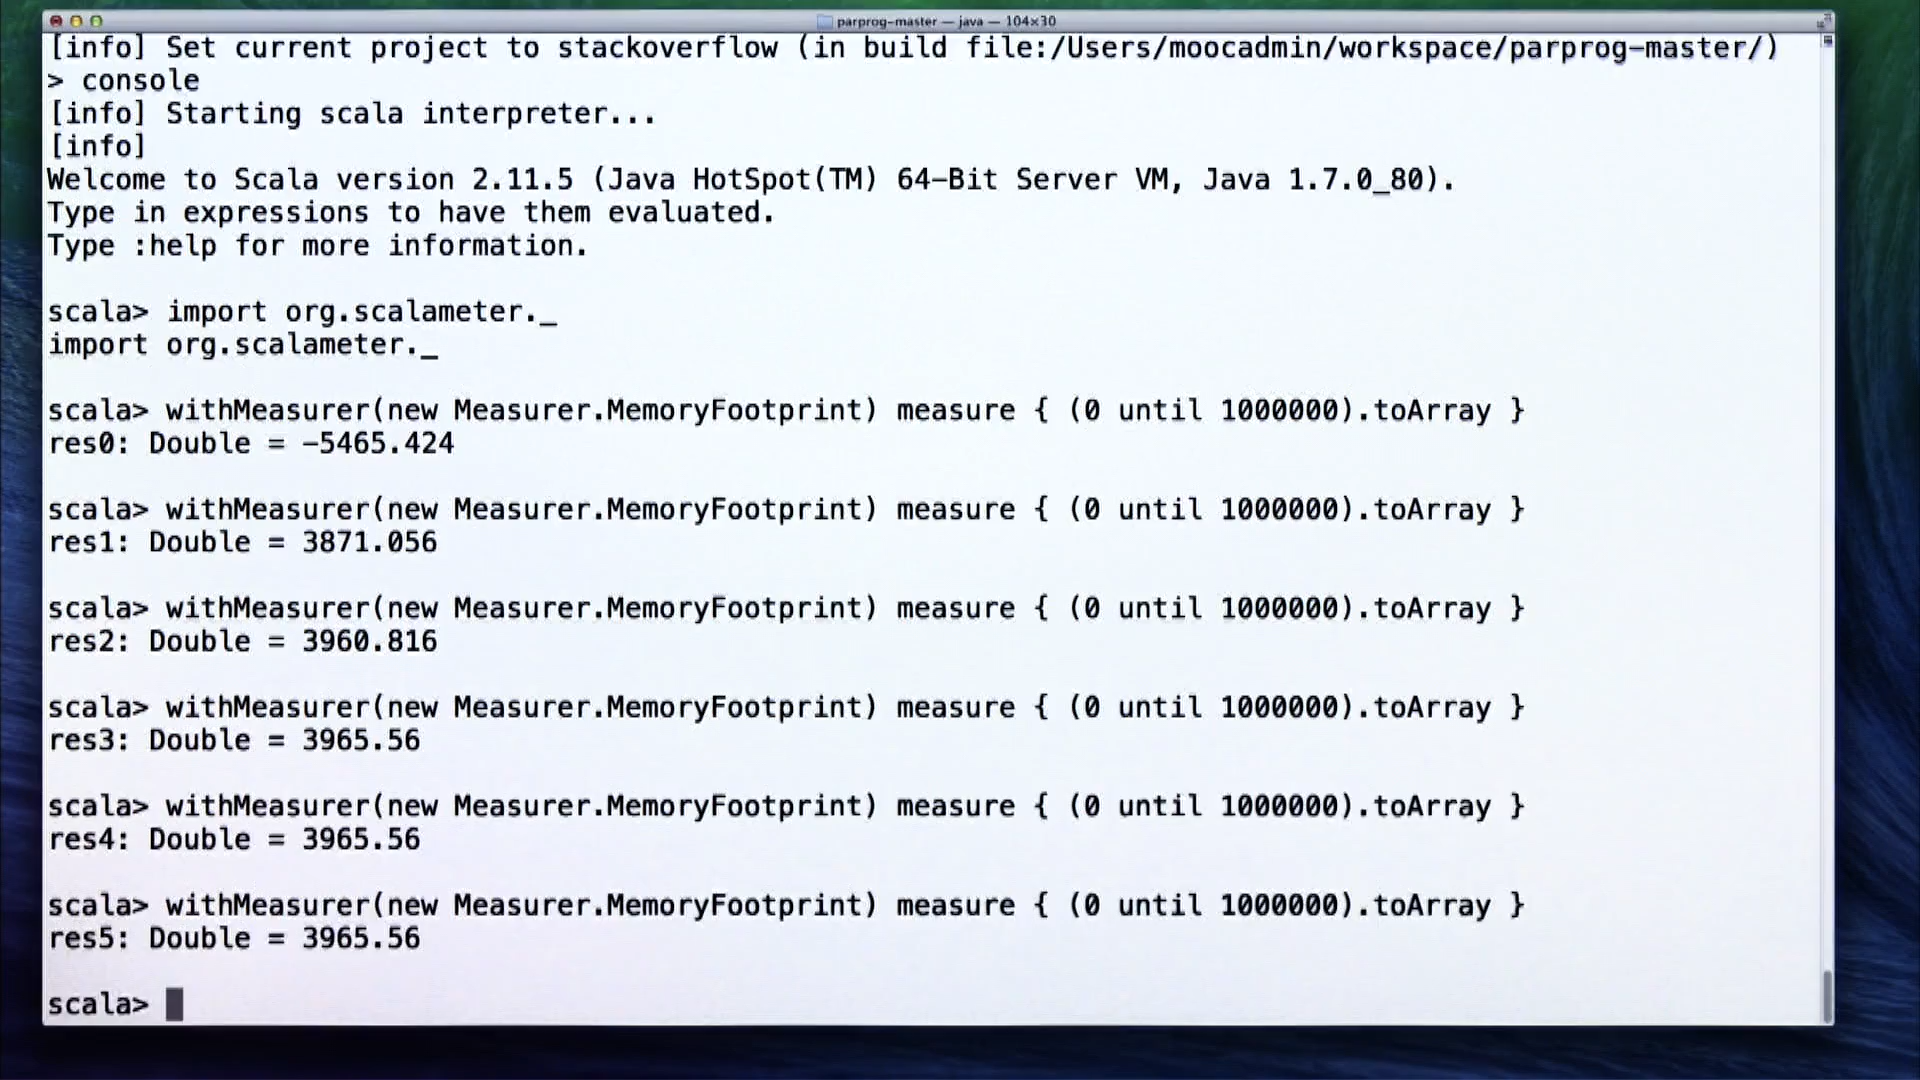 parprog-master — java — 104×30
[info] Set current project to stackoverflow (in build file:/Users/moocadmin/workspace/parprog-master/)
> console
[info] Starting scala interpreter...
[info]
Welcome to Scala version 2.11.5 (Java HotSpot(TM) 64-Bit Server VM, Java 1.7.0_80).
Type in expressions to have them evaluated.
Type :help for more information.
scala> import org.scalameter._
import org.scalameter._
scala> withMeasurer(new Measurer.MemoryFootprint) measure { (0 until 1000000).toArray }
res0: Double = -5465.424
scala> withMeasurer(new Measurer.MemoryFootprint) measure { (0 until 1000000).toArray }
res1: Double = 3871.056
scala> withMeasurer(new Measurer.MemoryFootprint) measure { (0 until 1000000).toArray }
res2: Double = 3960.816
scala> withMeasurer(new Measurer.MemoryFootprint) measure { (0 until 1000000).toArray }
res3: Double = 3965.56
scala> withMeasurer(new Measurer.MemoryFootprint) measure { (0 until 1000000).toArray }
res4: Double = 3965.56
scala> withMeasurer(new Measurer.MemoryFootprint) measure { (0 until 1000000).toArray }
res5: Double = 3965.56
scala>